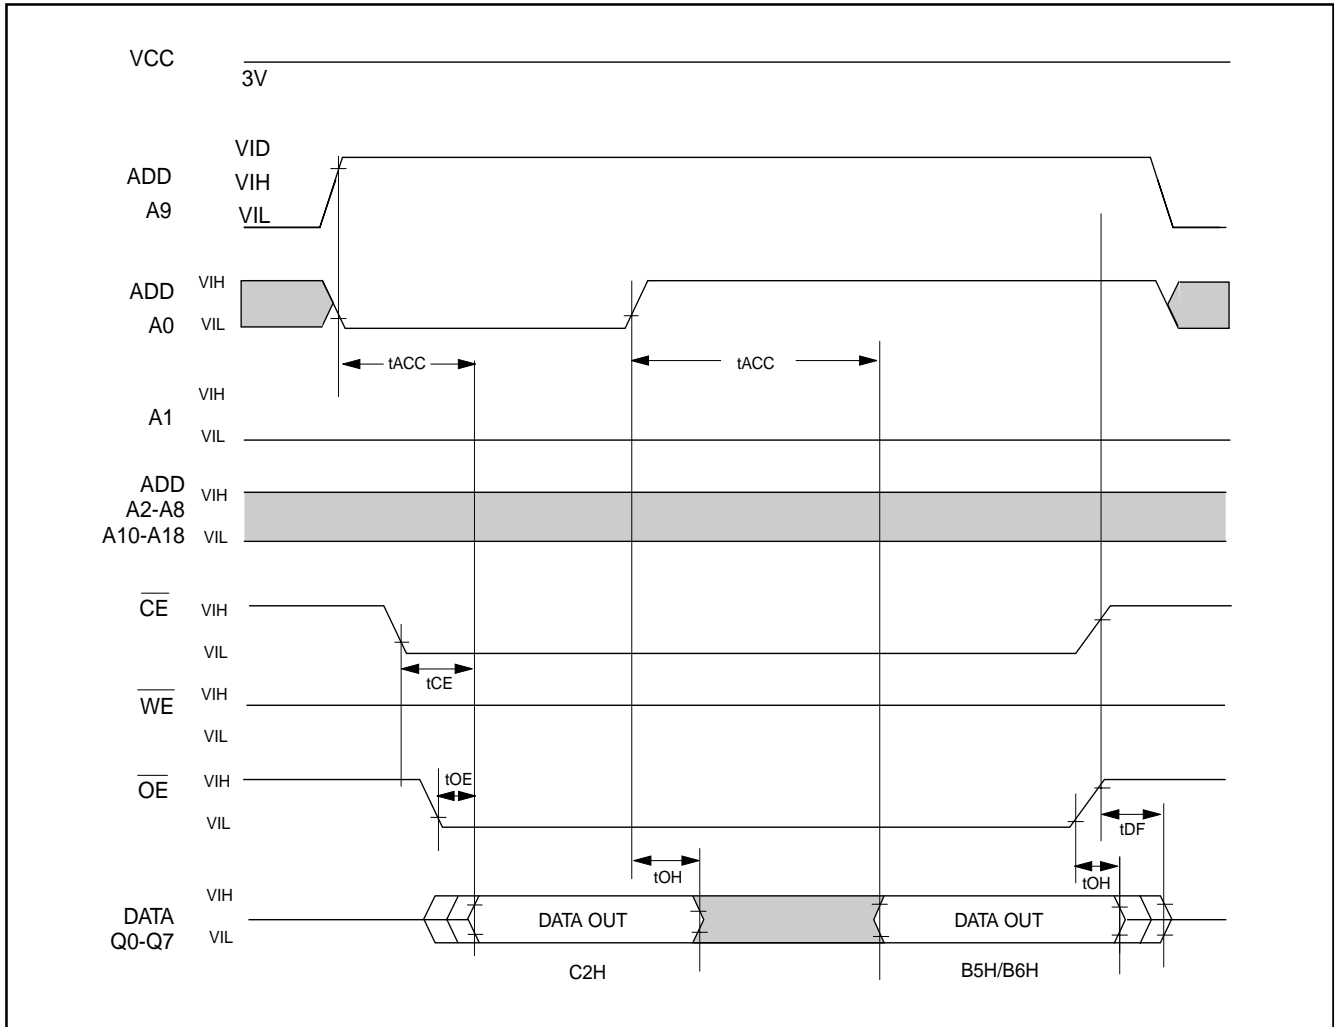 VCC
3V
VID
ADD
VIH
A9
VIL
ADD
VIH
A0
VIL
tACC
tACC
VIH
A1
VIL
ADD
VIH
A2-A8
A10-A18
VIL
CE
VIH
VIL
tCE
WE
VIH
VIL
OE
VIH
tOE
VIL
tDF
tOH
tOH
VIH
DATA
Q0-Q7
VIL
DATA OUT
DATA OUT
C2H
B5H/B6H